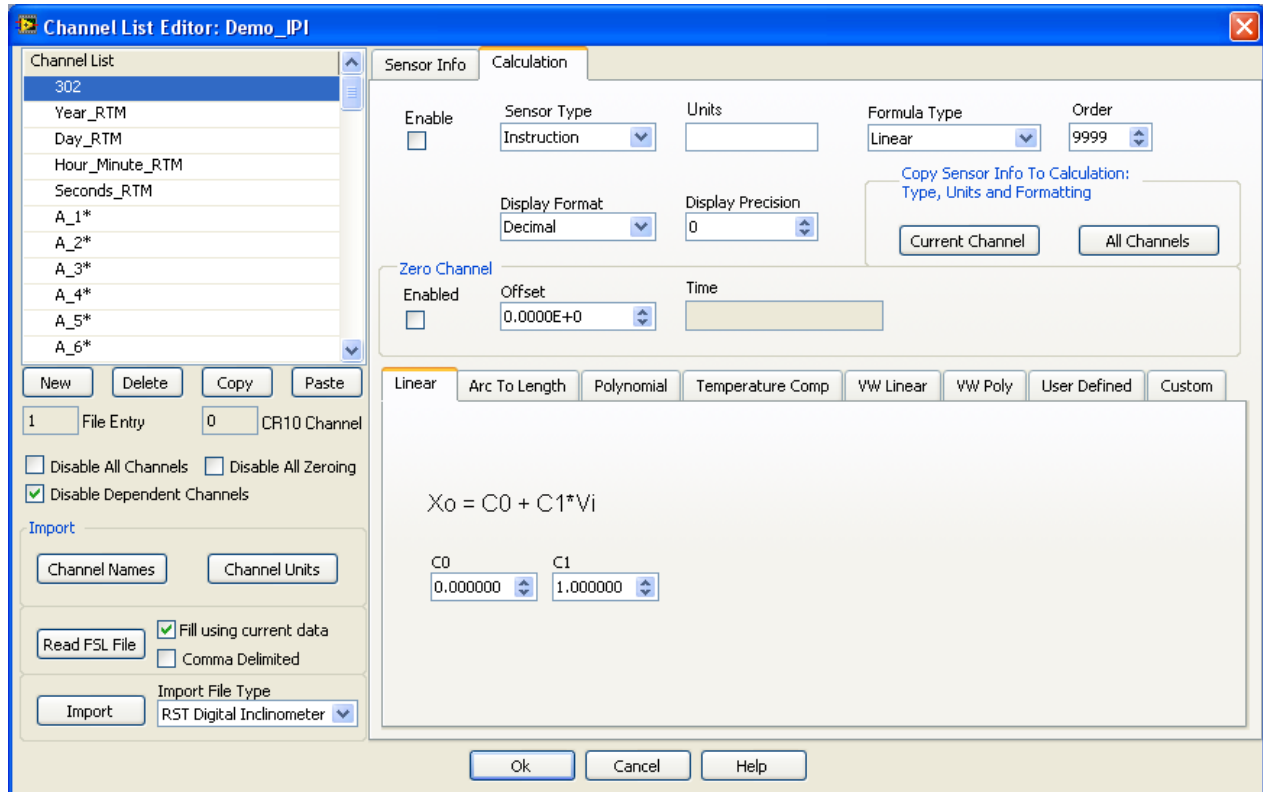 Channel List Editor: Demo_IPI
Channel List
302
Year_RTM
Day_RTM
Hour_Minute_RTM
Seconds_RTM
A_1*
A_2*
A_3*
A_4*
A_5*
A_6*
New Delete Copy Paste
1 File Entry 0 CR10 Channel
Disable All Channels Disable All Zeroing
Disable Dependent Channels
Import
Channel Names Channel Units
Read FSL File Fill using current data
Comma Delimited
Import File Type
Import RST Digital Inclinometer
Sensor Info Calculation
Enable Sensor Type Units Formula Type Order
Instruction Linear 9999
Copy Sensor Info To Calculation:
Type, Units and Formatting
Display Format Display Precision
Decimal 0
Current Channel All Channels
Zero Channel
Enabled Offset Time
0.0000E+0
Linear Arc To Length Polynomial Temperature Comp VW Linear VW Poly User Defined Custom
Xo = C0 + C1*Vi
C0 C1
0.000000 1.000000
Ok Cancel Help